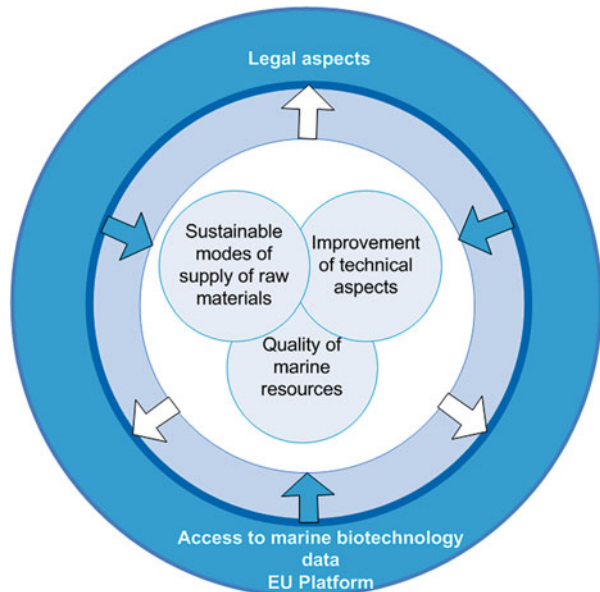 Legal aspects
Sustainable
modes of
supply of raw
materials
Improvement
of technical
aspects
Quality of
marine
resources
Access to marine biotechnology
data
EU Platform